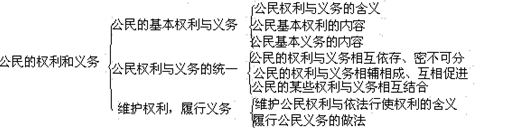 公民的权利和义务
公民的基本权利与义务
公民权利与义务的含义
公民基本权利的内容
公民基本义务的内容
公民权利与义务的统一
公民的权利与义务相互依存、密不可分
公民的权利与义务相辅相成、互相促进
公民的某些权利与义务相互结合
维护权利，履行义务
维护公民权利与依法行使权利的含义
履行公民义务的做法